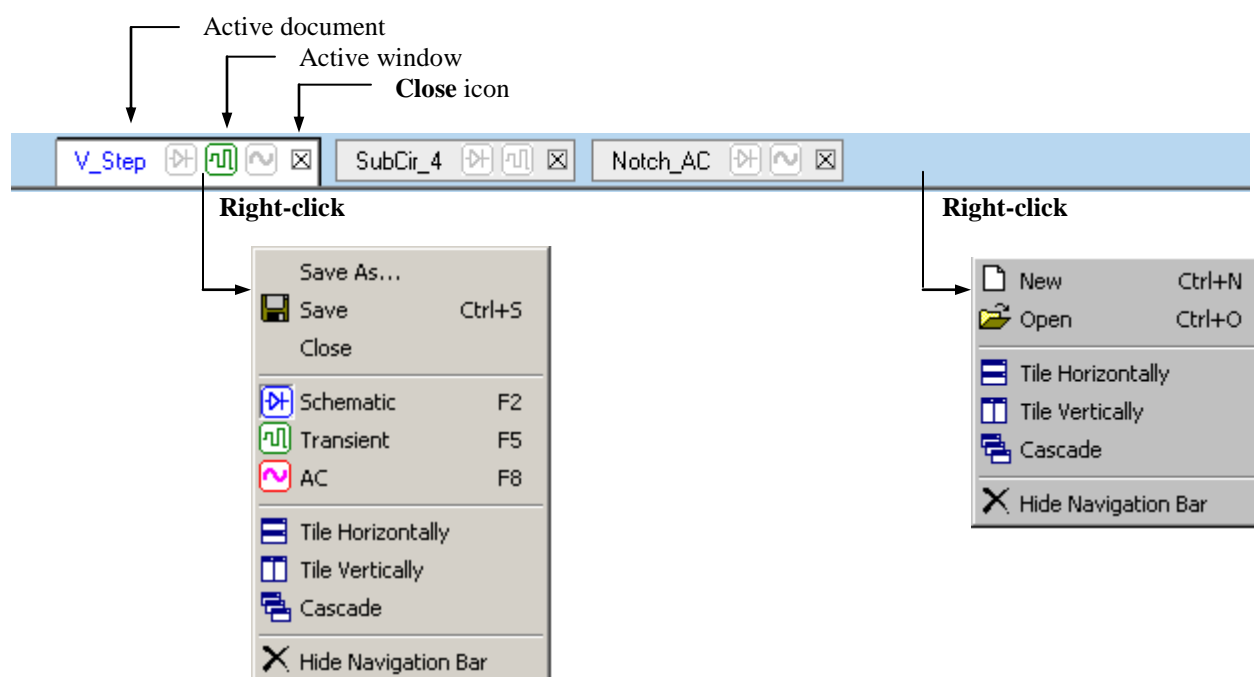 Active document
Active window
Close icon
V_Step
SubCir_4
Notch_AC
Right-click
Right-click
Save As...
Save Ctrl+S
Close
Schematic F2
Transient F5
AC F8
Tile Horizontally
Tile Vertically
Cascade
Hide Navigation Bar
New Ctrl+N
Open Ctrl+O
Tile Horizontally
Tile Vertically
Cascade
Hide Navigation Bar